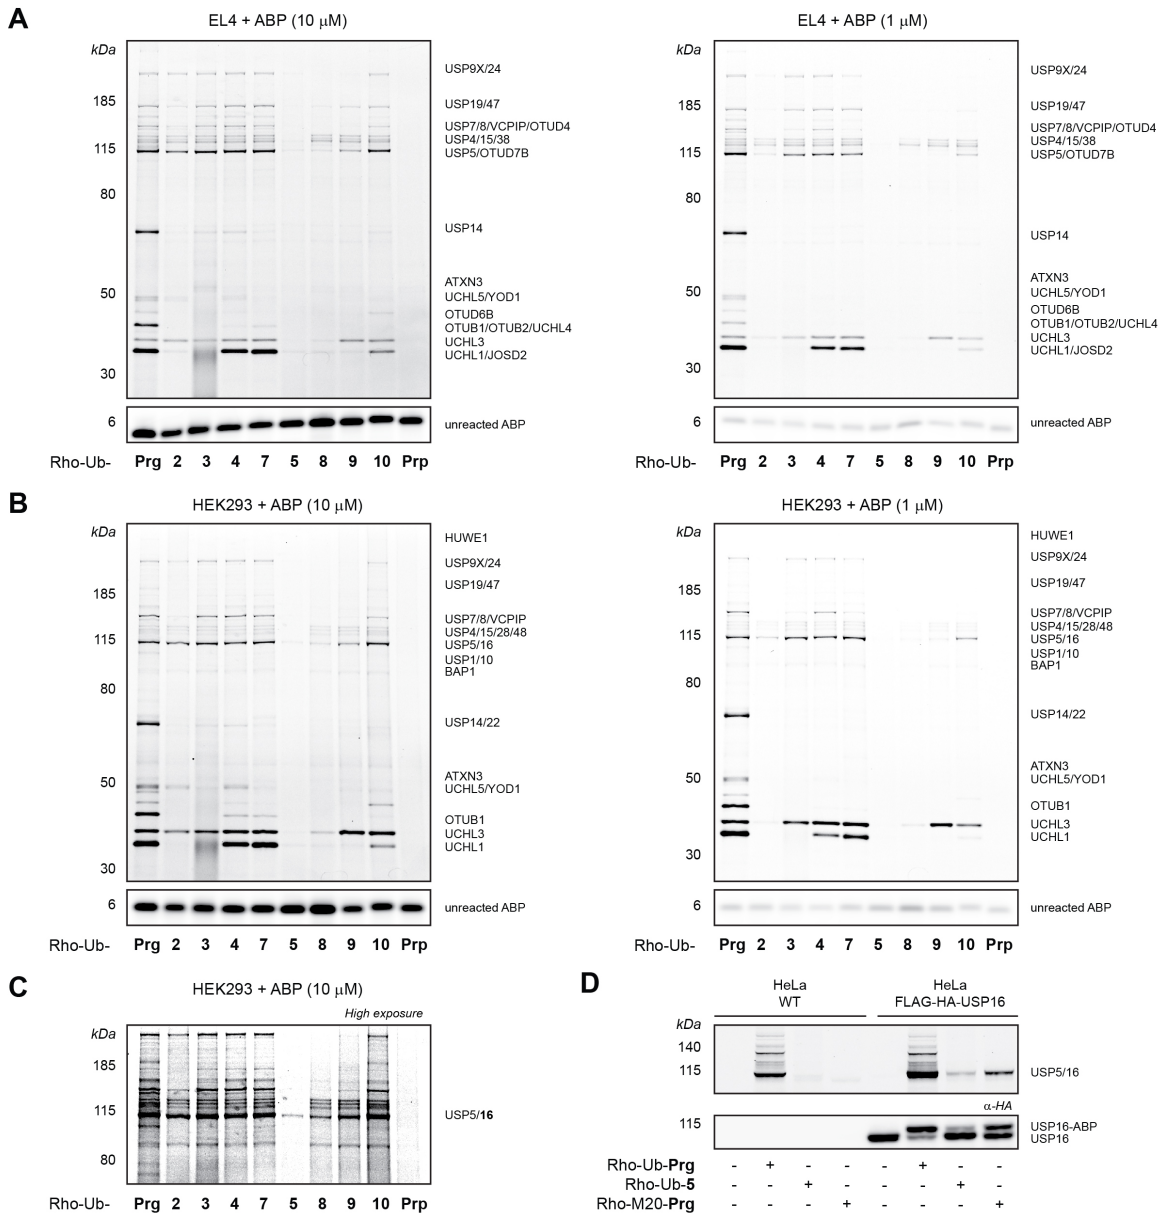 A
EL4 + ABP (10 μM)
kDa
185
115
80
50
30
6
USP9X/24
USP19/47
USP7/8/VCPIP/OTUD4
USP4/15/38
USP5/OTUD7B
USP14
ATXN3
UCHL5/YOD1
OTUD6B
OTUB1/OTUB2/UCHL4
UCHL3
UCHL1/JOSD2
unreacted ABP
Rho-Ub- Prg 2 3 4 7 5 8 9 10 Prp
EL4 + ABP (1 μM)
kDa
185
115
80
50
30
6
USP9X/24
USP19/47
USP7/8/VCPIP/OTUD4
USP4/15/38
USP5/OTUD7B
USP14
ATXN3
UCHL5/YOD1
OTUD6B
OTUB1/OTUB2/UCHL4
UCHL3
UCHL1/JOSD2
unreacted ABP
Rho-Ub- Prg 2 3 4 7 5 8 9 10 Prp
B
HEK293 + ABP (10 μM)
kDa
185
115
80
50
30
6
HUWE1
USP9X/24
USP19/47
USP7/8/VCPIP
USP4/15/28/48
USP5/16
USP1/10
BAP1
USP14/22
ATXN3
UCHL5/YOD1
OTUB1
UCHL3
UCHL1
unreacted ABP
Rho-Ub- Prg 2 3 4 7 5 8 9 10 Prp
HEK293 + ABP (1 μM)
kDa
185
115
80
50
30
6
HUWE1
USP9X/24
USP19/47
USP7/8/VCPIP
USP4/15/28/48
USP5/16
USP1/10
BAP1
USP14/22
ATXN3
UCHL5/YOD1
OTUB1
UCHL3
UCHL1
unreacted ABP
Rho-Ub- Prg 2 3 4 7 5 8 9 10 Prp
C
HEK293 + ABP (10 μM)
High exposure
kDa
185
115
80
USP5/16
Rho-Ub- Prg 2 3 4 7 5 8 9 10 Prp
D
HeLa
WT
HeLa
FLAG-HA-USP16
kDa
140
115
USP5/16
α-HA
115
USP16-ABP
USP16
Rho-Ub-Prg - + - - - + - -
Rho-Ub-5 - - + - - - + -
Rho-M20-Prg - - - + - - - +